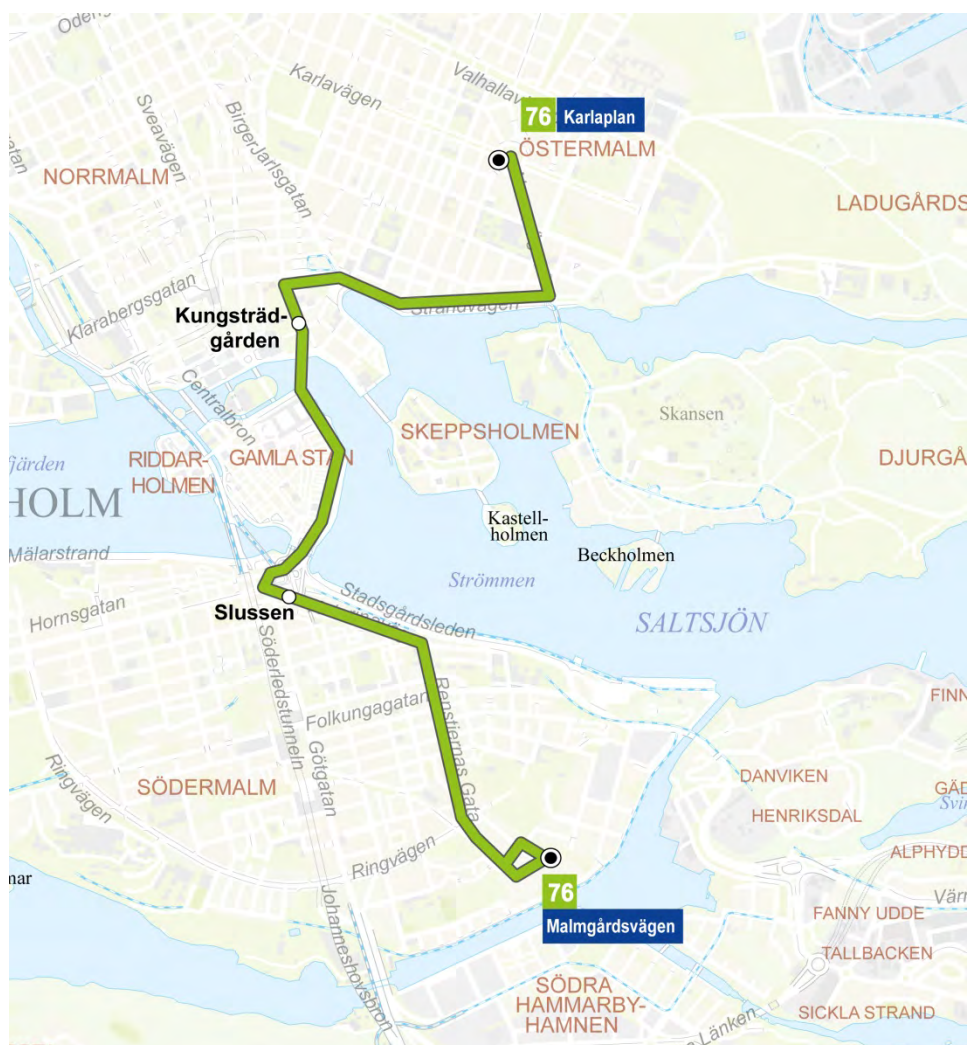 Karlavägen
Sveavägen
Birger Jarlsgatan
76 Karlaplan
ÖSTERMALM
NORRMALM
LADUGÅRDS
Klarabergsgatan
Strandvägen
Kungsträd-
gården
Centralbron
Skansen
SKEPPSHOLMEN
RIDDAR-
HOLMEN
GAMLA STAN
DJURGÅ
fjärden
HOLM
Kastell-
holmen
Beckholmen
Mälarstrand
Strömmen
Hornsgatan
Slussen
Stadsgårdsleden
SALTSJÖN
Söderledstunneln
Renstiernas Gata
Folkungagatan
Götgatan
FINN
Ringvägen
SÖDERMALM
DANVIKEN
GÄD
HENRIKSDAL
Ringvägen
ALPHYDD
mar
76
Malmgårdsvägen
Johanneshovsbron
FANNY UDDE
TALLBACKEN
SÖDRA
HAMMARBY-
HAMNEN
SICKLA STRAND
Länken